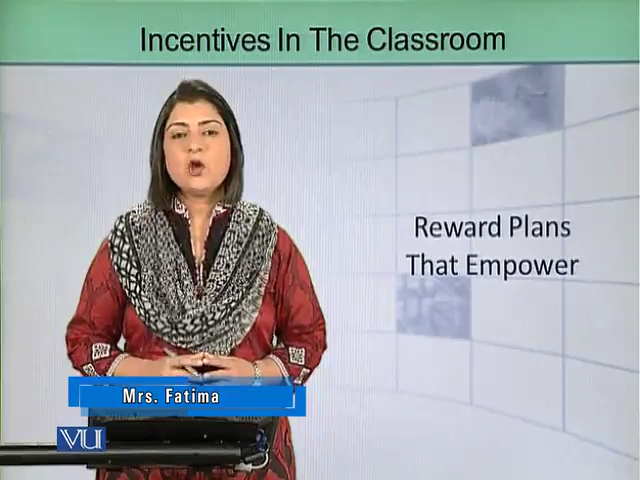 Incentives In The Classroom
Reward Plans
That Empower
Mrs. Fatima
VU